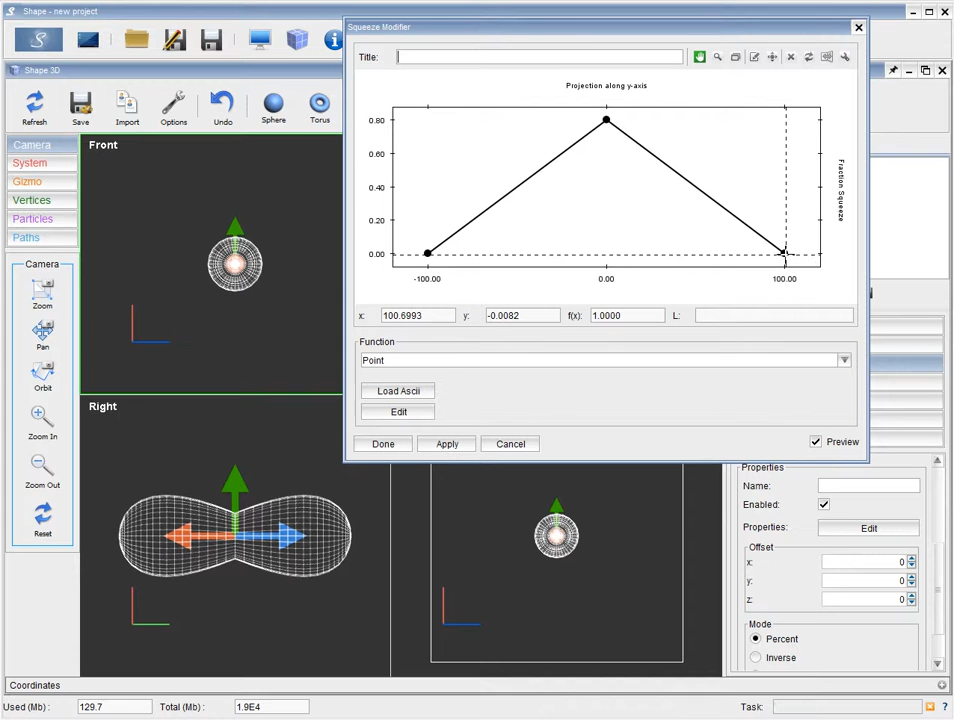 Shape - new project
Squeeze Modifier
Title:
Shape 3D
Refresh
Save
Import
Options
Undo
Sphere
Torus
Projection along y-axis
0.80
0.60
0.40
0.20
0.00
-100.00
0.00
100.00
Fraction Squeeze
x: 100.6993 y: -0.0082 f(x): 1.0000 L:
Function
Point
Load Ascii
Edit
Done
Apply
Cancel
Preview
Camera
System
Gizmo
Vertices
Particles
Paths
Camera
Zoom
Pan
Orbit
Zoom In
Zoom Out
Reset
Front
Right
Properties
Name:
Enabled:
Properties: Edit
Offset
x: 0
y: 0
z: 0
Mode
Percent
Inverse
Coordinates
Used (Mb) : 129.7 Total (Mb) : 1.9E4 Task: